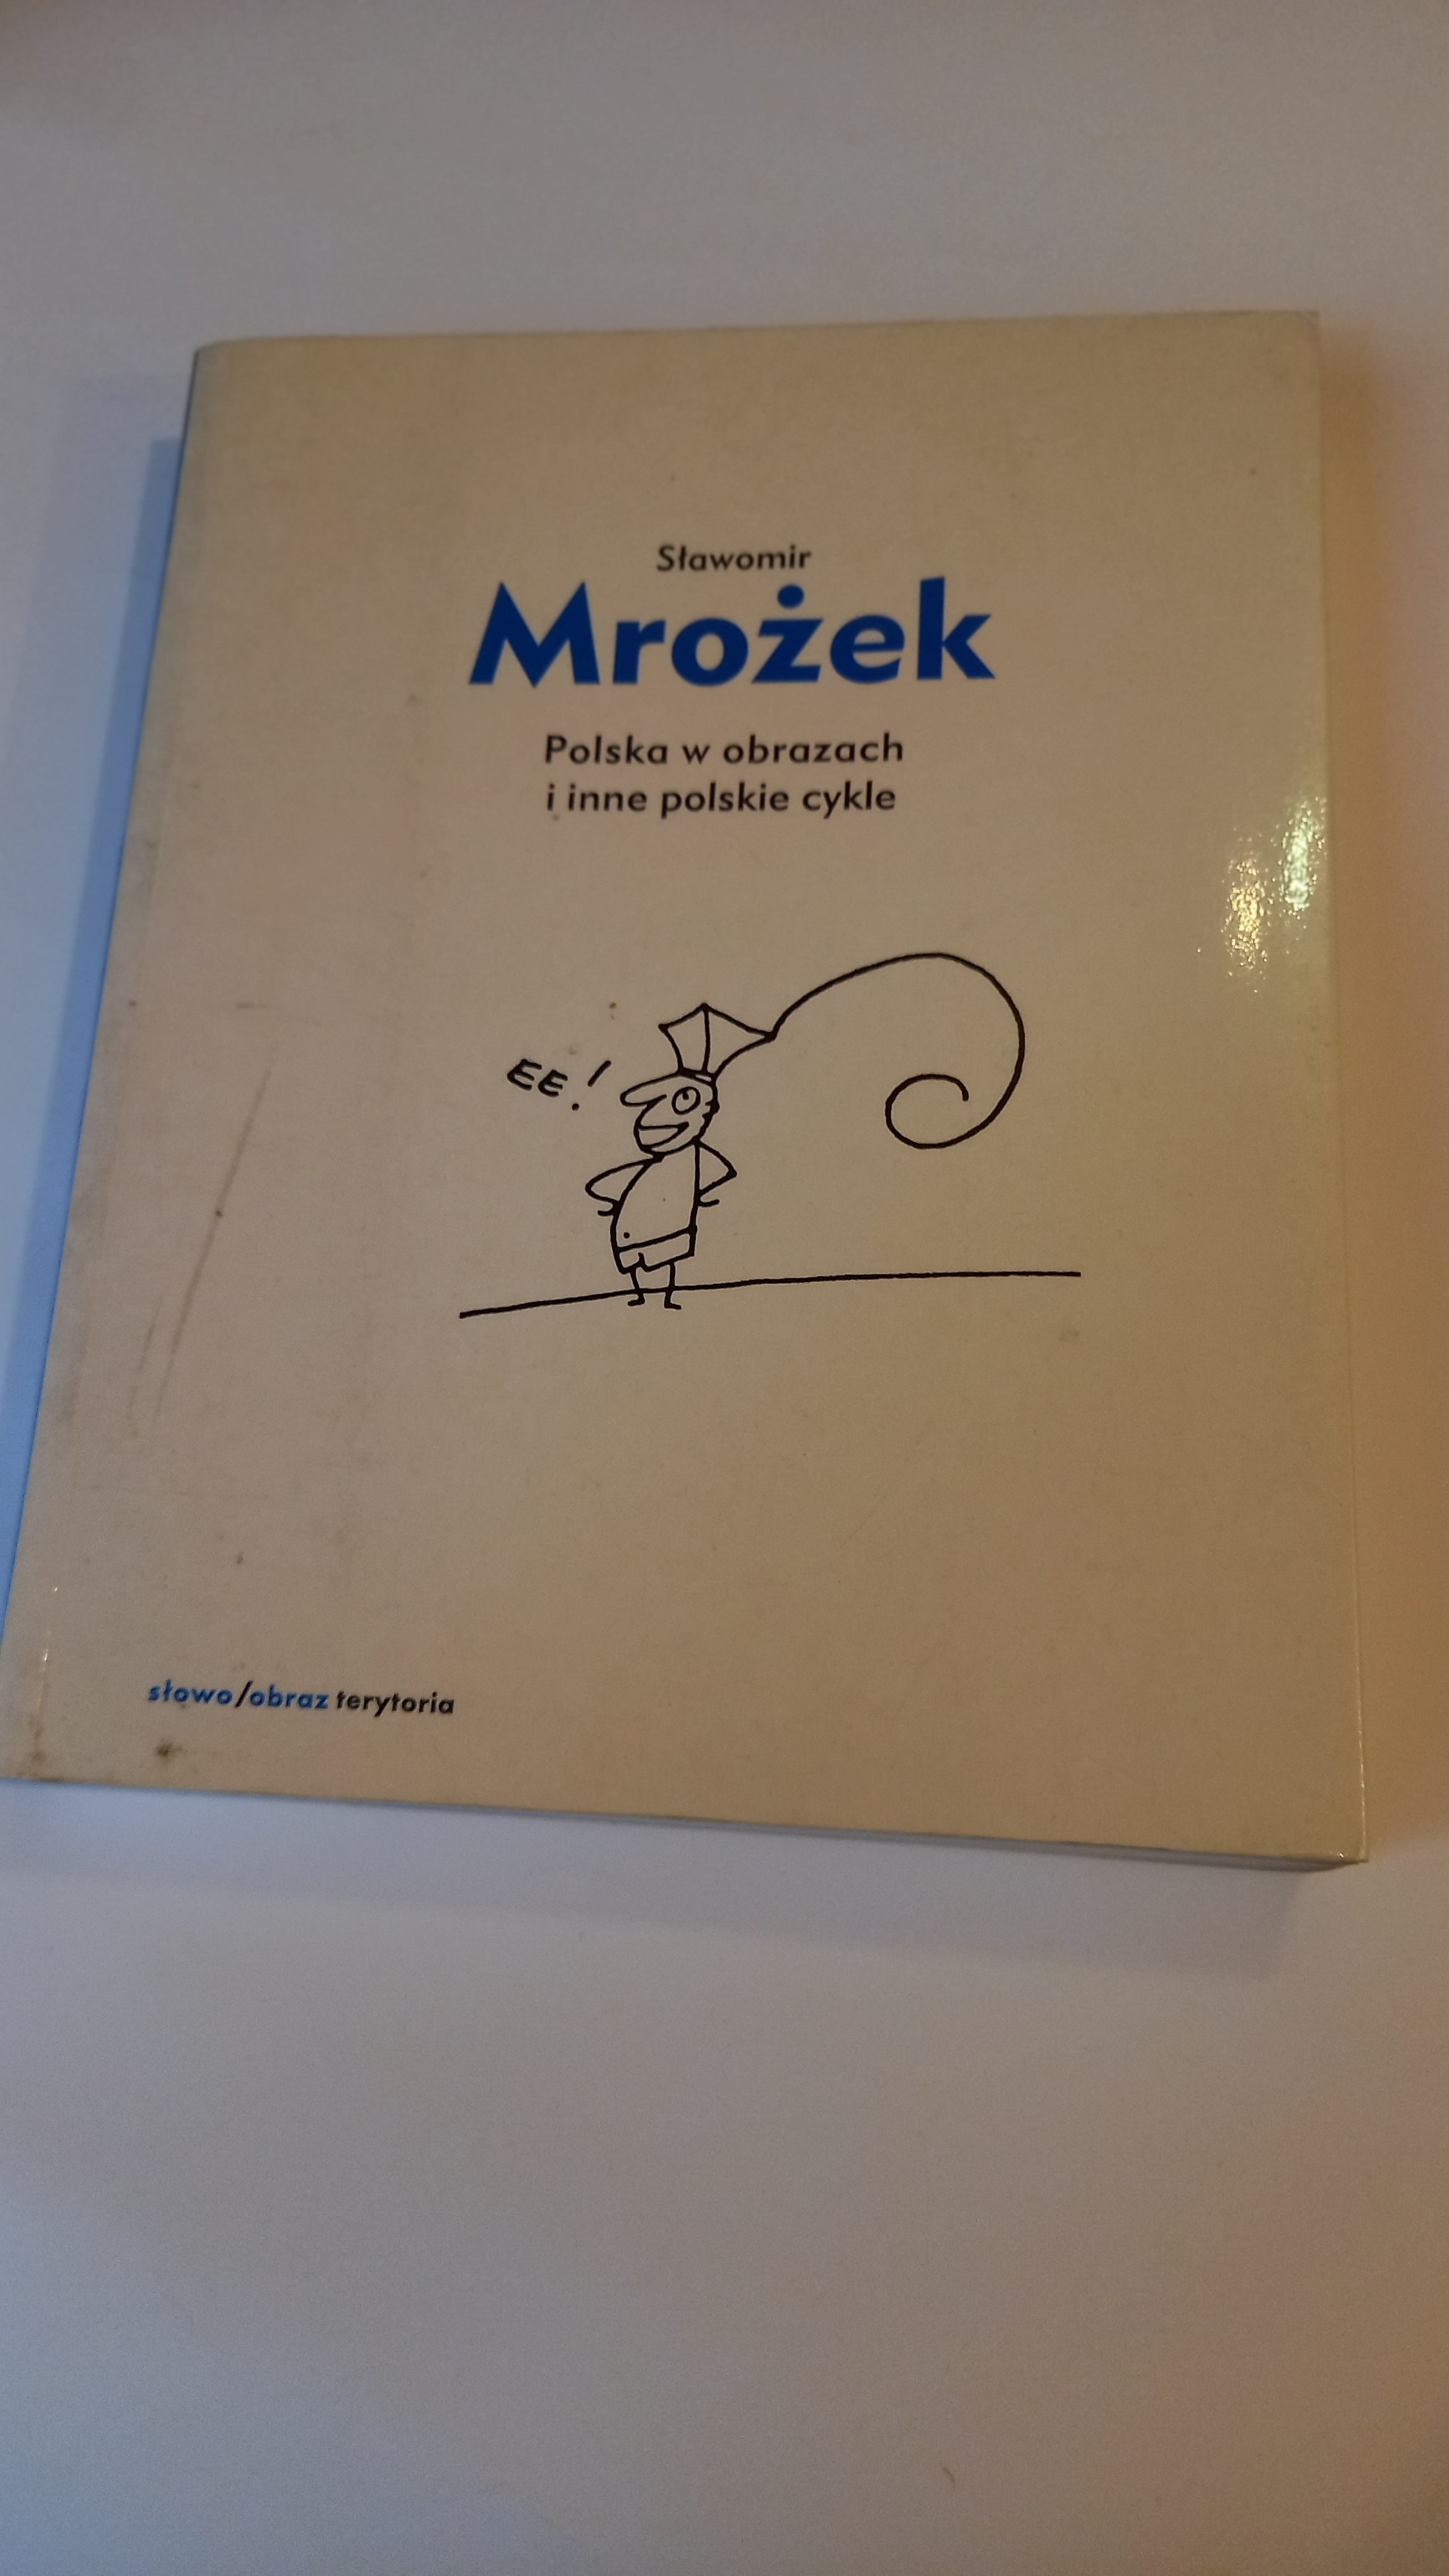 Sławomir
Mrożek
Polska w obrazach
i inne polskie cykle
EE!
słowo/obraz terytoria